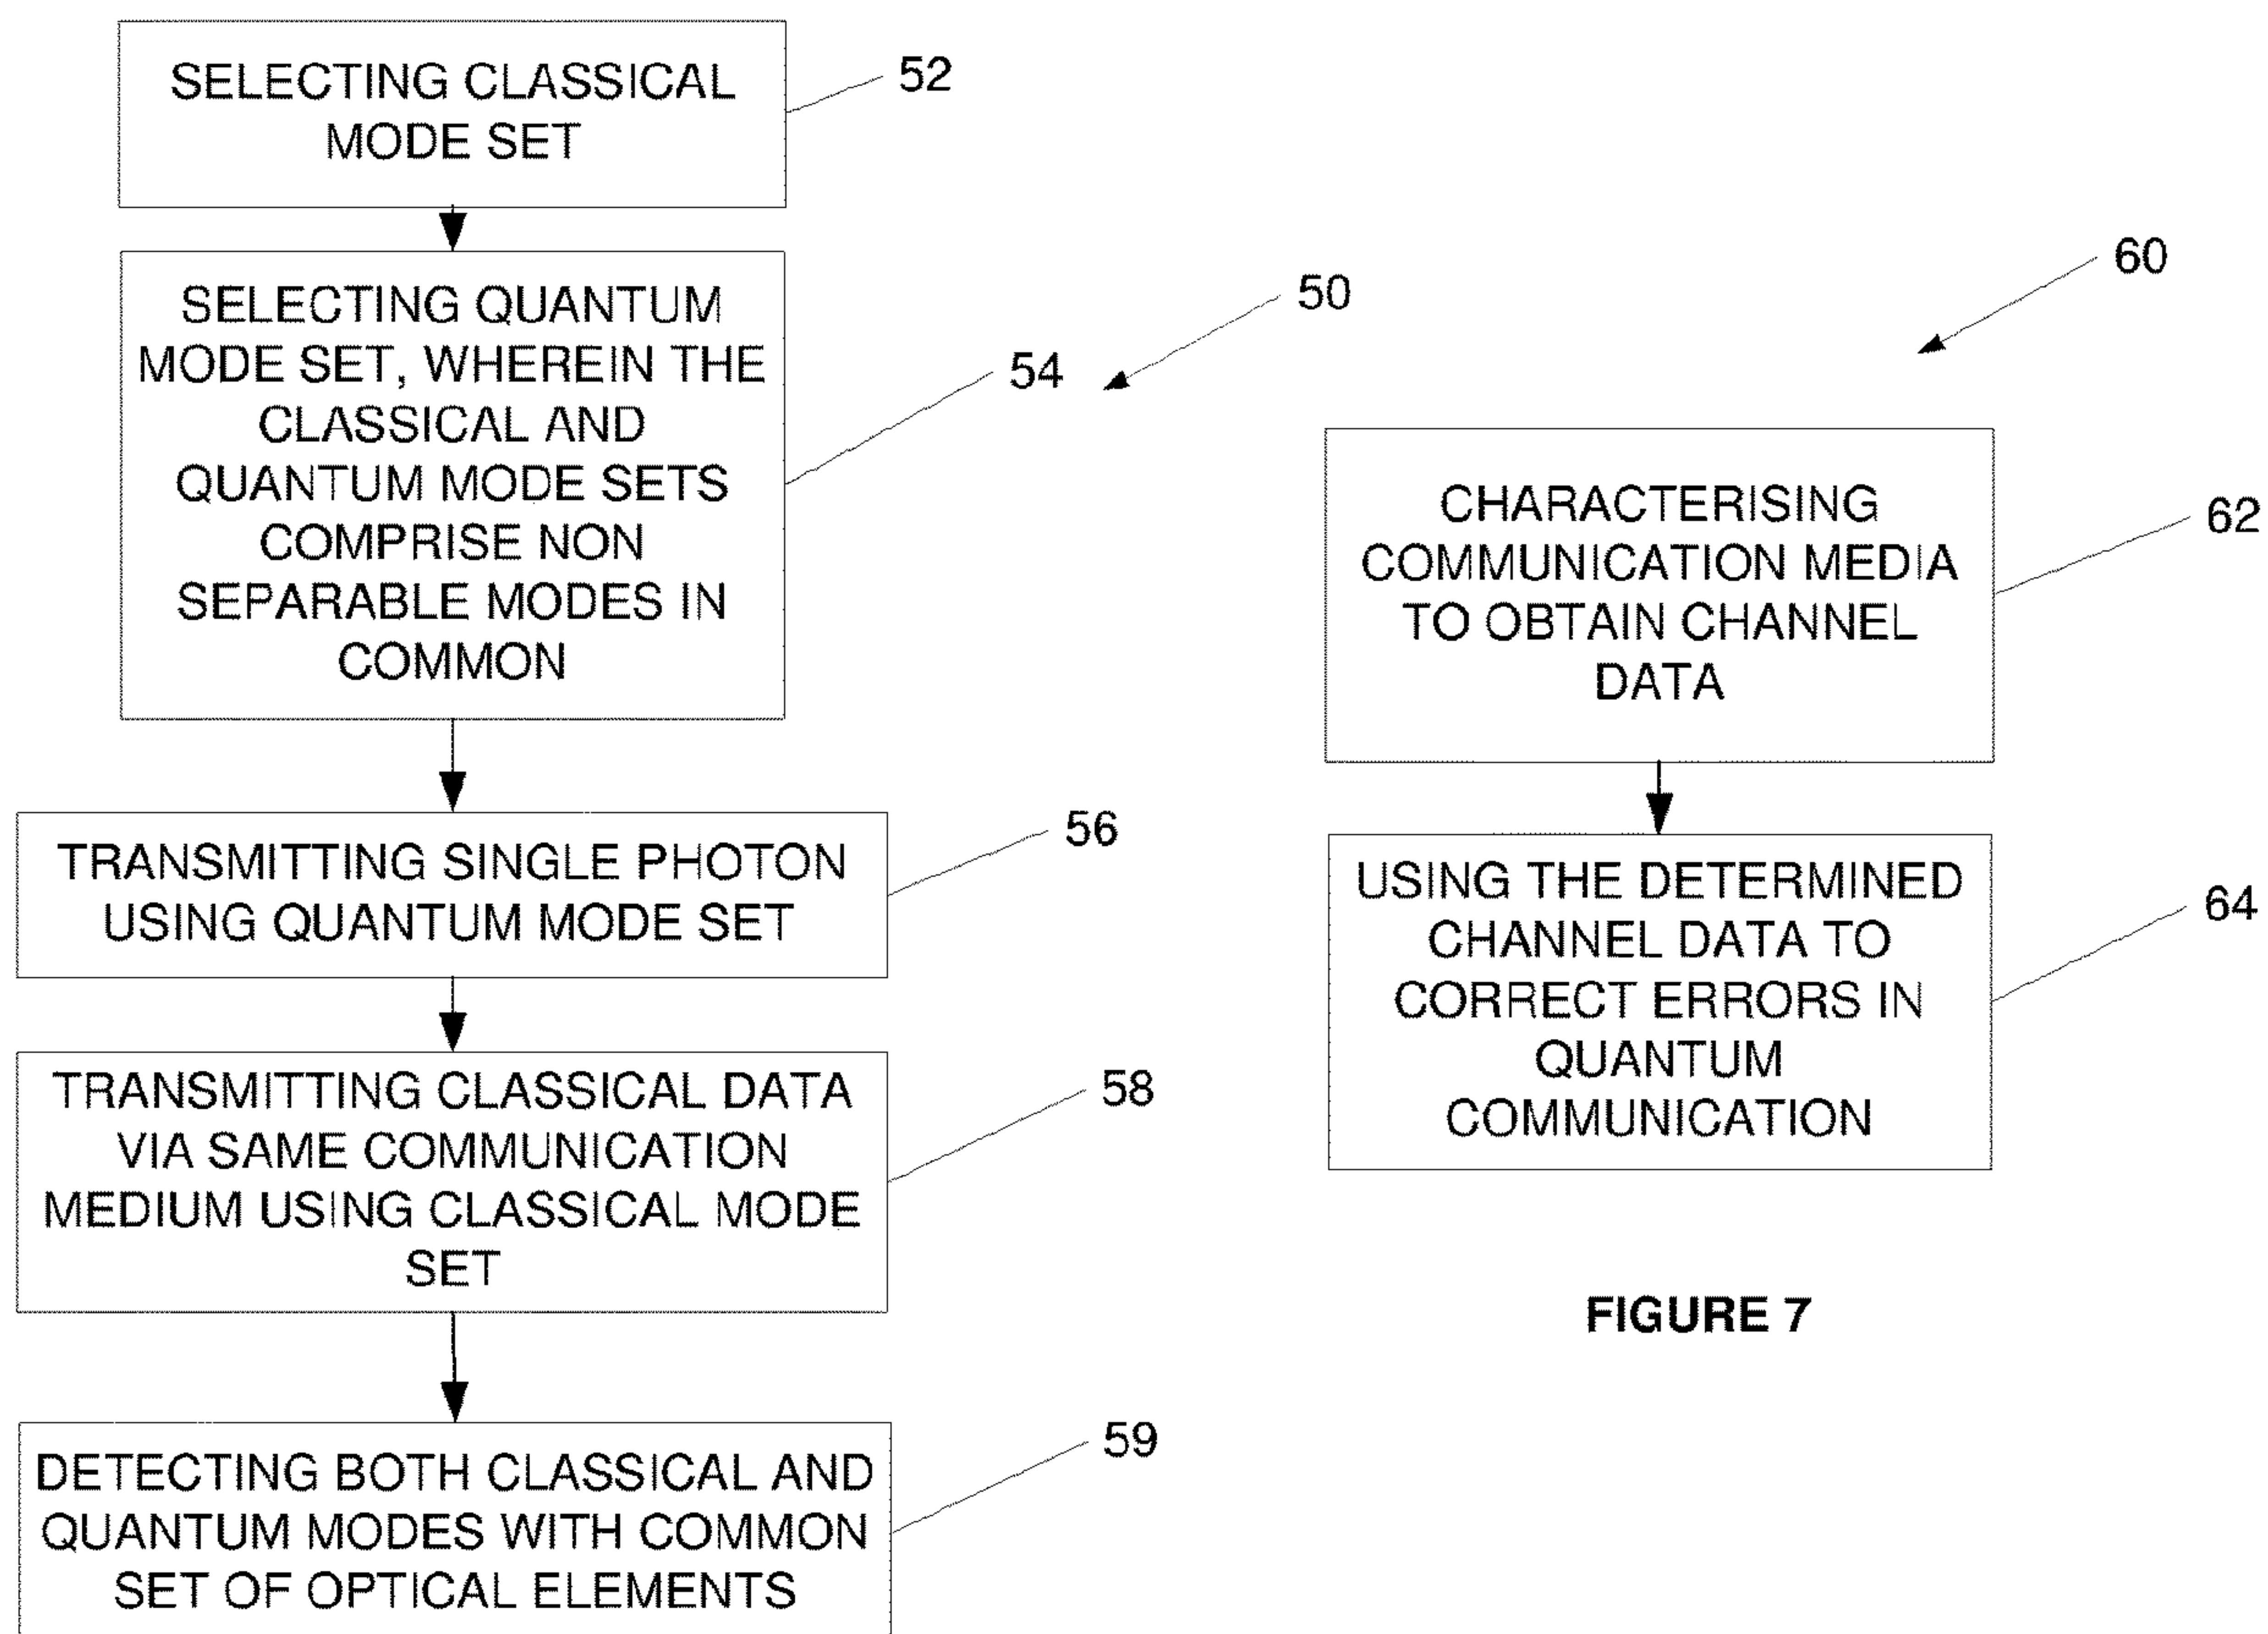 SELECTING CLASSICAL
MODE SET
52
SELECTING QUANTUM
MODE SET, WHEREIN THE
CLASSICAL AND
QUANTUM MODE SETS
COMPRISE NON
SEPARABLE MODES IN
COMMON
54
50
TRANSMITTING SINGLE PHOTON
USING QUANTUM MODE SET
56
TRANSMITTING CLASSICAL DATA
VIA SAME COMMUNICATION
MEDIUM USING CLASSICAL MODE
SET
58
DETECTING BOTH CLASSICAL AND
QUANTUM MODES WITH COMMON
SET OF OPTICAL ELEMENTS
59
60
CHARACTERISING
COMMUNICATION MEDIA
TO OBTAIN CHANNEL
DATA
62
USING THE DETERMINED
CHANNEL DATA TO
CORRECT ERRORS IN
QUANTUM
COMMUNICATION
64
FIGURE 7